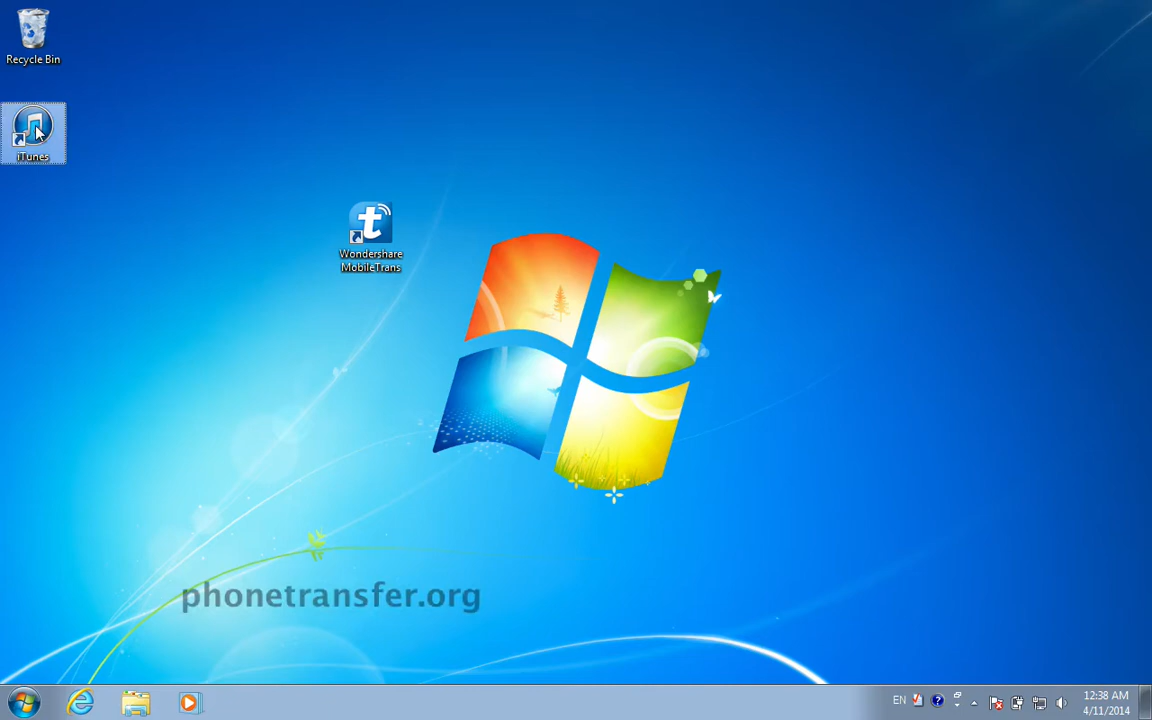 Recycle Bin
iTunes
Wondershare
MobileTrans
phonetransfer.org
EN
12:38 AM
4/11/2014